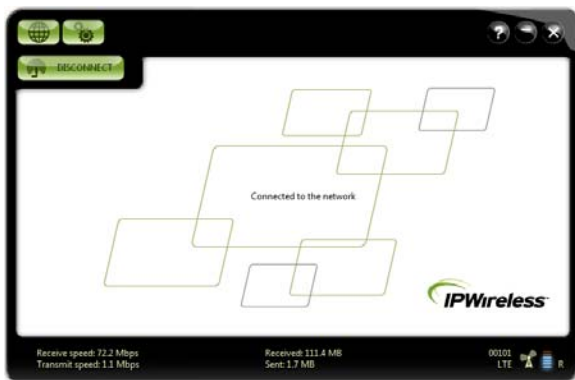 ?
DISCONNECT
Connected to the network
IPWireless
Receive speed: 72.2 Mbps
Transmit speed: 1.1 Mbps
Received: 111.4 MB
Sent: 1.7 MB
00101
LTE
R